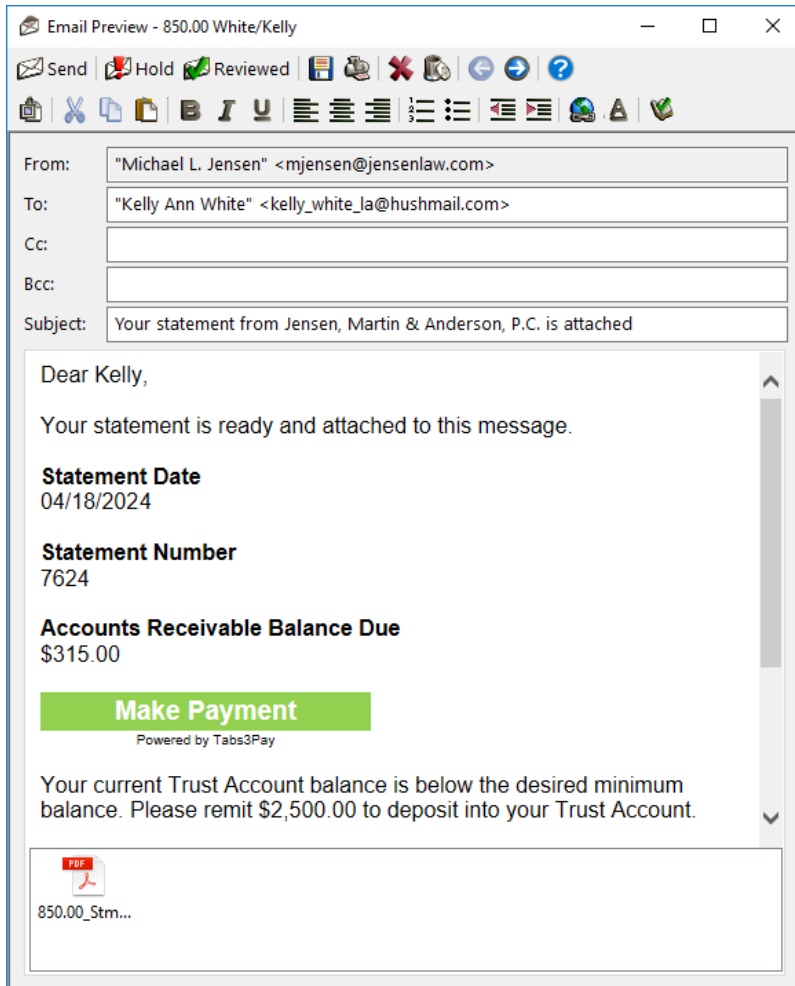 Email Preview - 850.00 White/Kelly
Send Hold Reviewed
B I U
From: "Michael L. Jensen" <mjensen@jensenlaw.com>
To: "Kelly Ann White" <kelly_white_la@hushmail.com>
Cc:
Bcc:
Subject: Your statement from Jensen, Martin & Anderson, P.C. is attached
Dear Kelly,
Your statement is ready and attached to this message.
Statement Date
04/18/2024
Statement Number
7624
Accounts Receivable Balance Due
$315.00
Make Payment
Powered by Tabs3Pay
Your current Trust Account balance is below the desired minimum
balance. Please remit $2,500.00 to deposit into your Trust Account.
PDF
850.00_Stm...